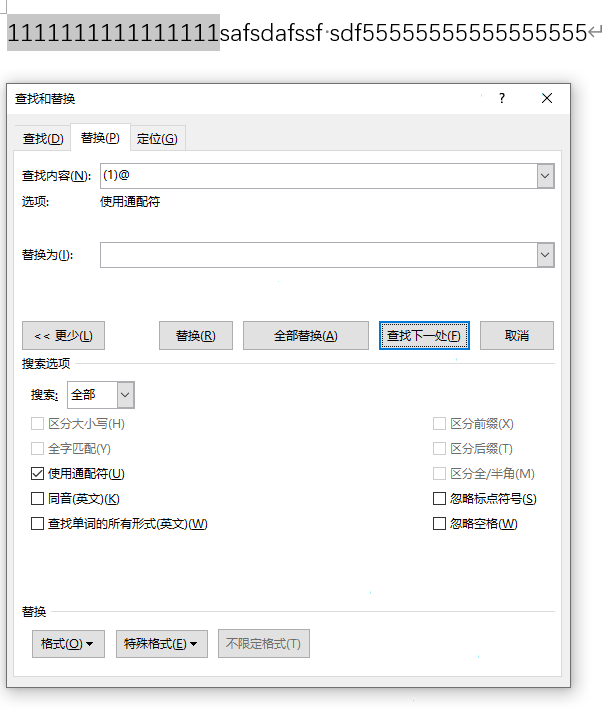 1111111111111111safsdafssf sdf55555555555555555↵
查找和替换
查找(D) 替换(P) 定位(G)
查找内容(N): (1)@
选项: 使用通配符
替换为(I):
<< 更少(L) 替换(R) 全部替换(A) 查找下一处(F) 取消
搜索选项
搜索: 全部
区分大小写(H) 区分前缀(X)
全字匹配(Y) 区分后缀(T)
使用通配符(U) 区分全/半角(M)
同音(英文)(K) 忽略标点符号(S)
查找单词的所有形式(英文)(W) 忽略空格(W)
替换
格式(O) 特殊格式(E) 不限定格式(T)